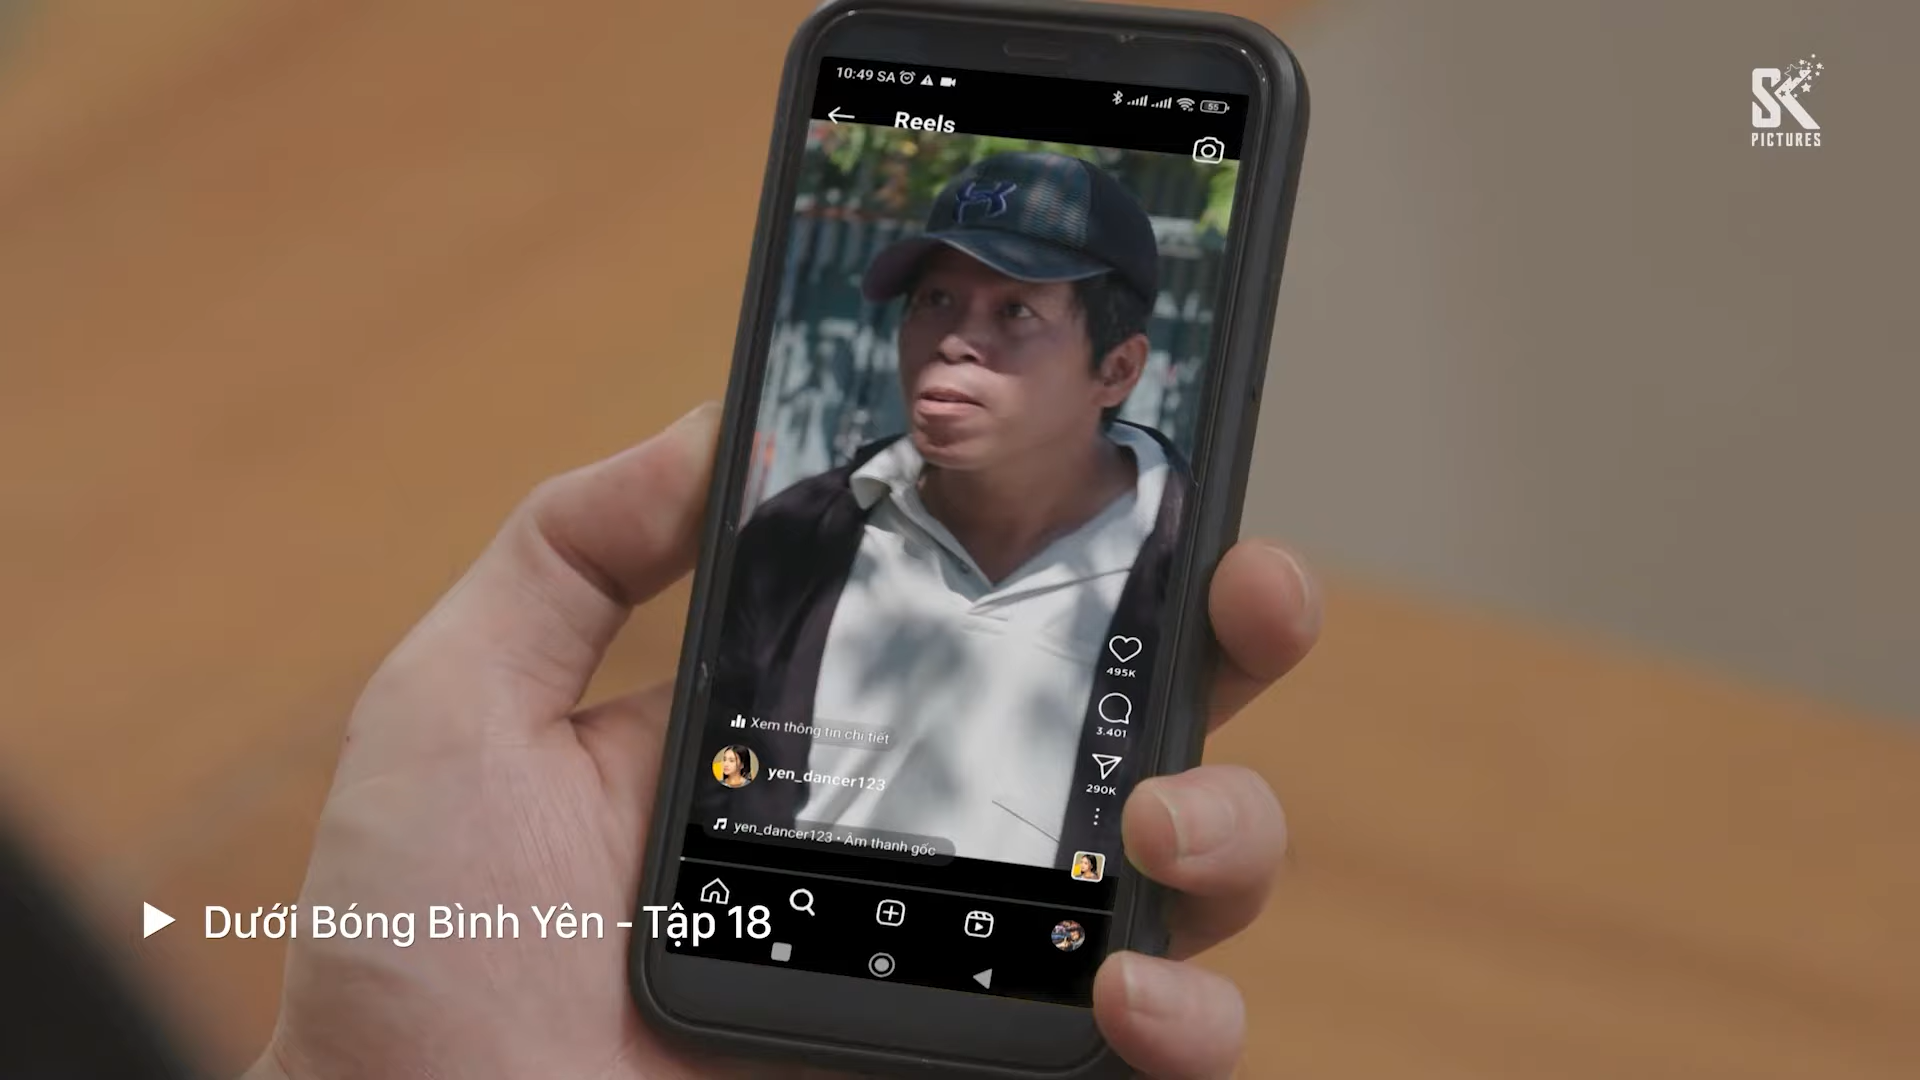 10:49 SA
55
Reels
SK
PICTURES
495K
3.401
290K
Xem thông tin chi tiết
yen_dancer123
yen_dancer123 • Âm thanh gốc
Dưới Bóng Bình Yên - Tập 18